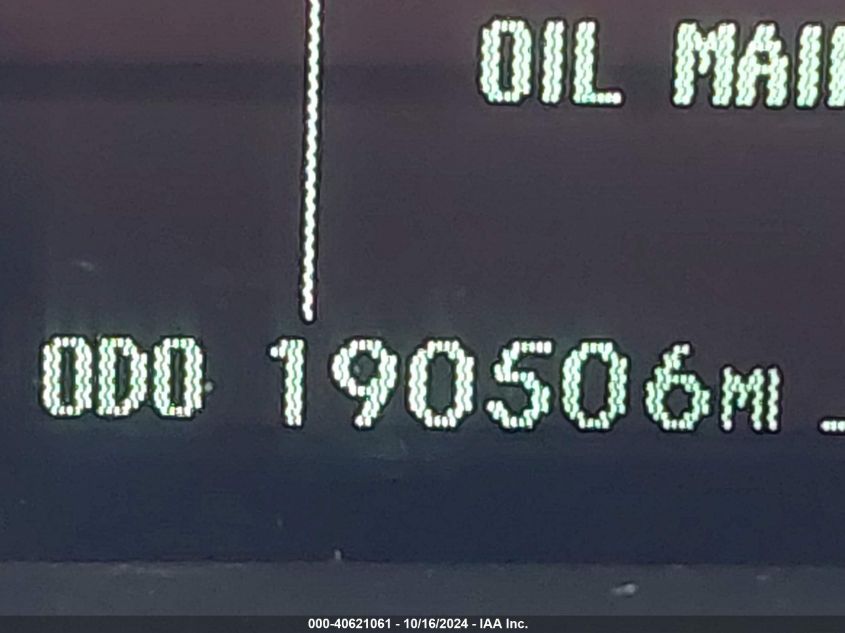 OIL MAI
ODO 190506MI
000-40621061 - 10/16/2024 - IAA Inc.